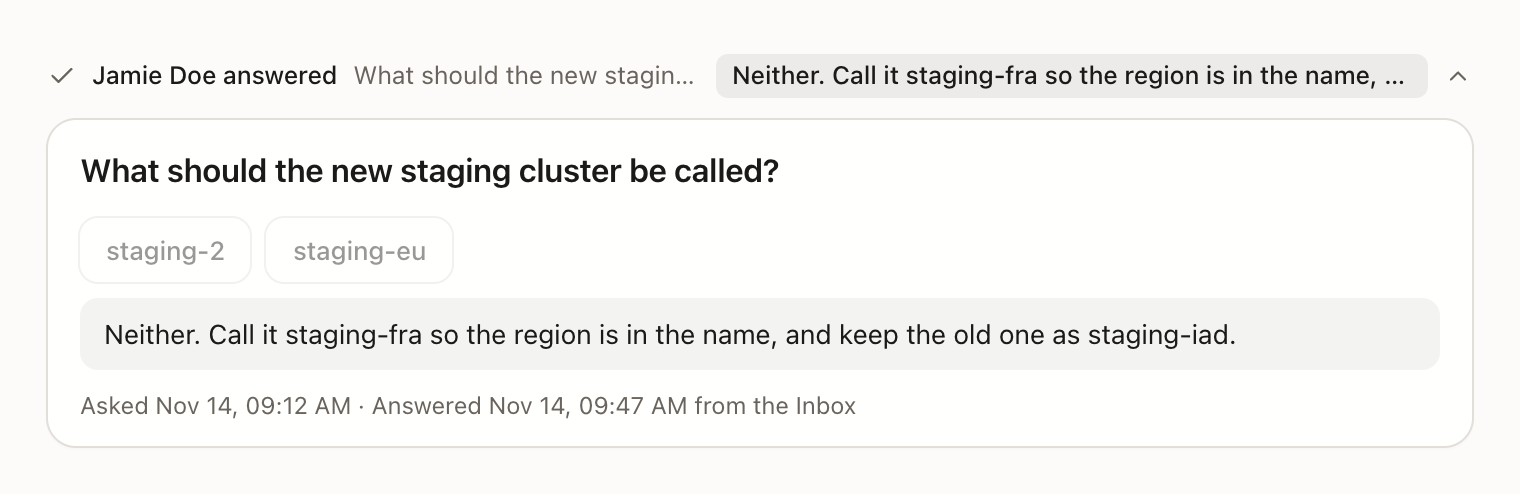 Jamie Doe answered What should the new stagin... Neither. Call it staging-fra so the region is in the name, ...
What should the new staging cluster be called?
staging-2 staging-eu
Neither. Call it staging-fra so the region is in the name, and keep the old one as staging-iad.
Asked Nov 14, 09:12 AM · Answered Nov 14, 09:47 AM from the Inbox